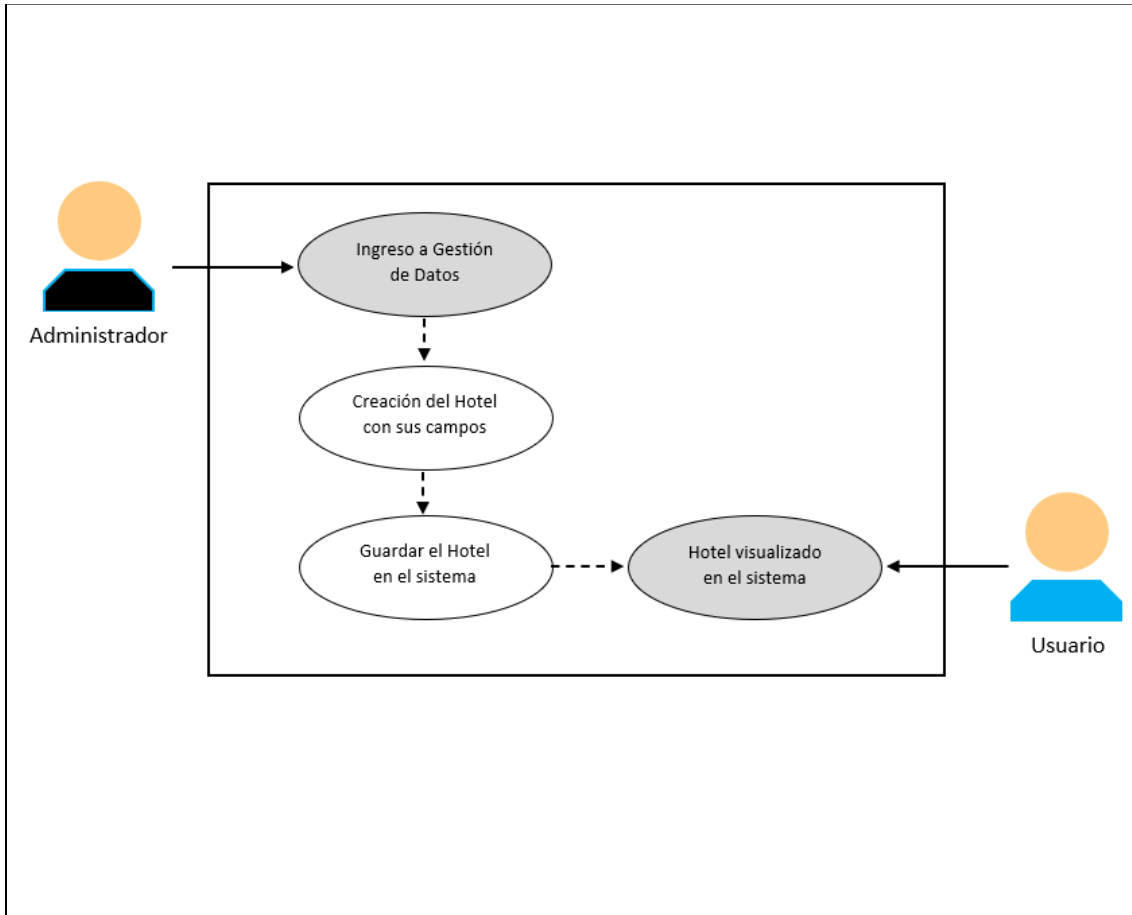 Ingreso a Gestión
de Datos
Administrador
Creación del Hotel
con sus campos
Guardar el Hotel
en el sistema
Hotel visualizado
en el sistema
Usuario